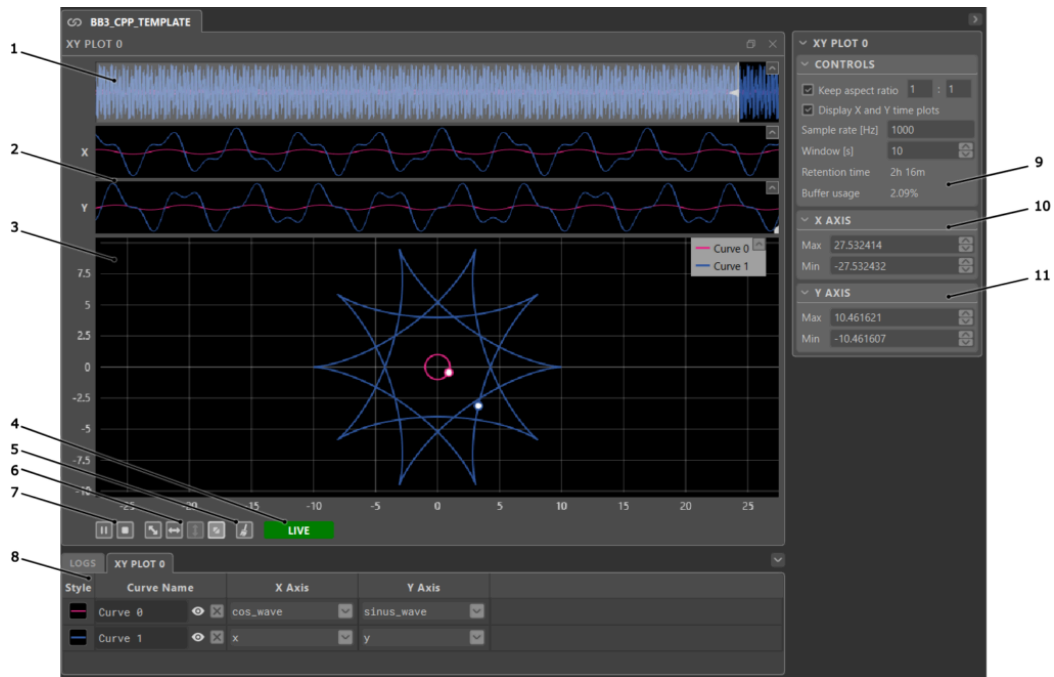 BB3_CPP_TEMPLATE
XY PLOT 0
1
X
2
Y
3
Curve 0
Curve 1
7.5
5
2.5
0
-2.5
-5
-7.5
-10
-25 -20 -15 -10 -5 0 5 10 15 20 25
4
5
6
7
LIVE
8
LOGS XY PLOT 0
Style Curve Name X Axis Y Axis
Curve 0 cos_wave sinus_wave
Curve 1 x y
XY PLOT 0
CONTROLS
Keep aspect ratio 1 : 1
Display X and Y time plots
Sample rate [Hz] 1000
Window [s] 10
Retention time 2h 16m
Buffer usage 2.09%
9
X AXIS
10
Max 27.532414
Min -27.532432
Y AXIS
11
Max 10.461621
Min -10.461607